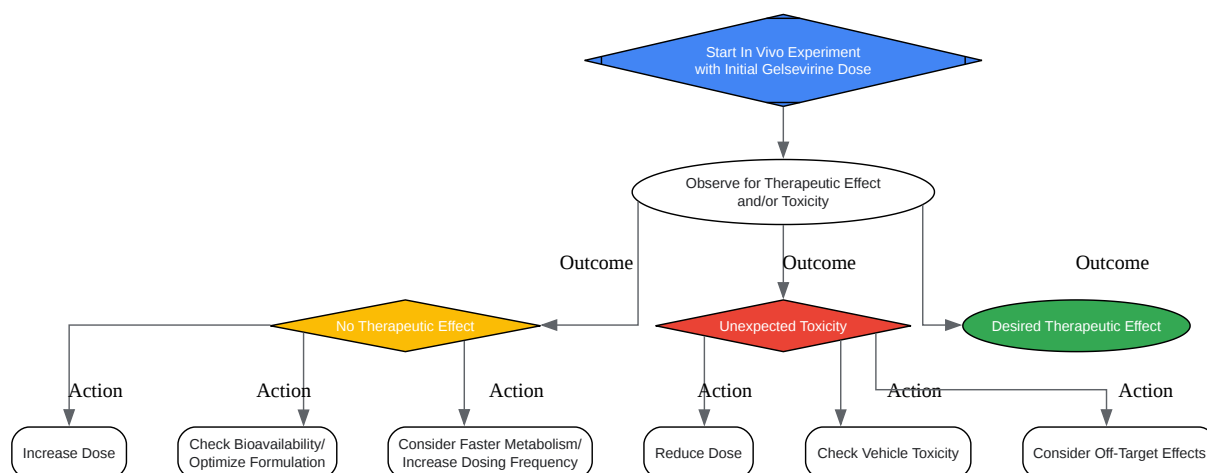 Start In Vivo Experiment
with Initial Gelsevirine Dose
Observe for Therapeutic Effect
and/or Toxicity
Outcome
Outcome
Outcome
No Therapeutic Effect
Unexpected Toxicity
Desired Therapeutic Effect
Action
Action
Action
Action
Action
Action
Increase Dose
Check Bioavailability/
Optimize Formulation
Consider Faster Metabolism/
Increase Dosing Frequency
Reduce Dose
Check Vehicle Toxicity
Consider Off-Target Effects